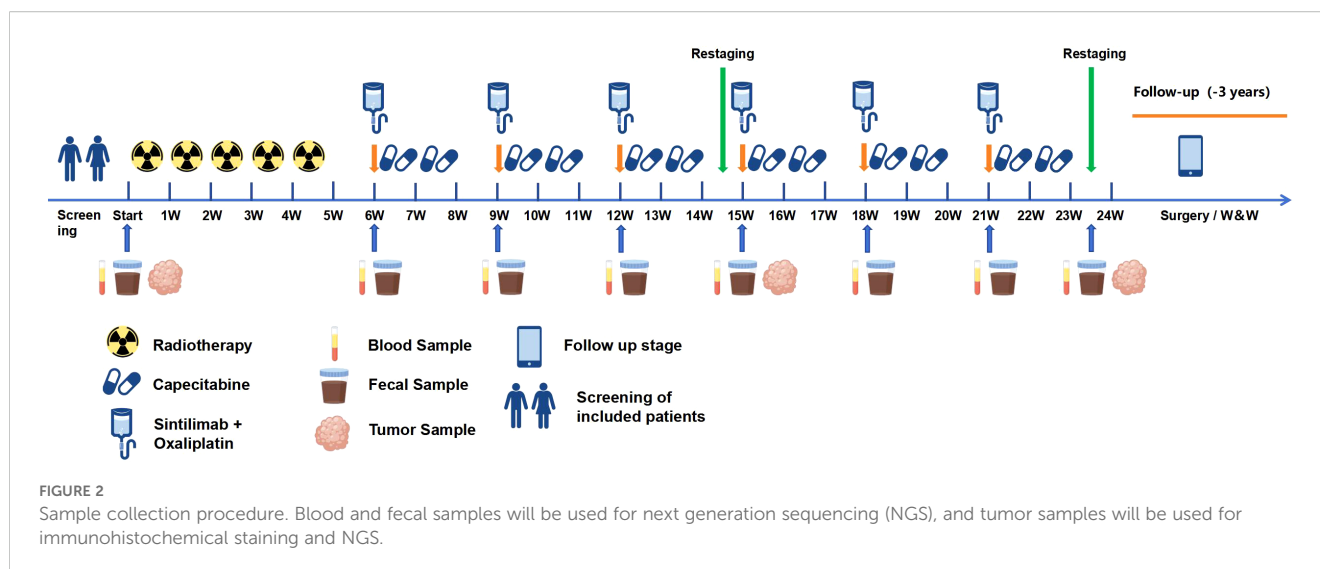 Restaging
Restaging
Follow-up (-3 years)
Screen
ing
Start
1W
2W
3W
4W
5W
6W
7W
8W
9W
10W
11W
12W
13W
14W
15W
16W
17W
18W
19W
20W
21W
22W
23W
24W
Surgery / W&W
Radiotherapy
Capecitabine
Sintilimab +
Oxaliplatin
Blood Sample
Fecal Sample
Tumor Sample
Follow up stage
Screening of
included patients
FIGURE 2
Sample collection procedure. Blood and fecal samples will be used for next generation sequencing (NGS), and tumor samples will be used for
immunohistochemical staining and NGS.